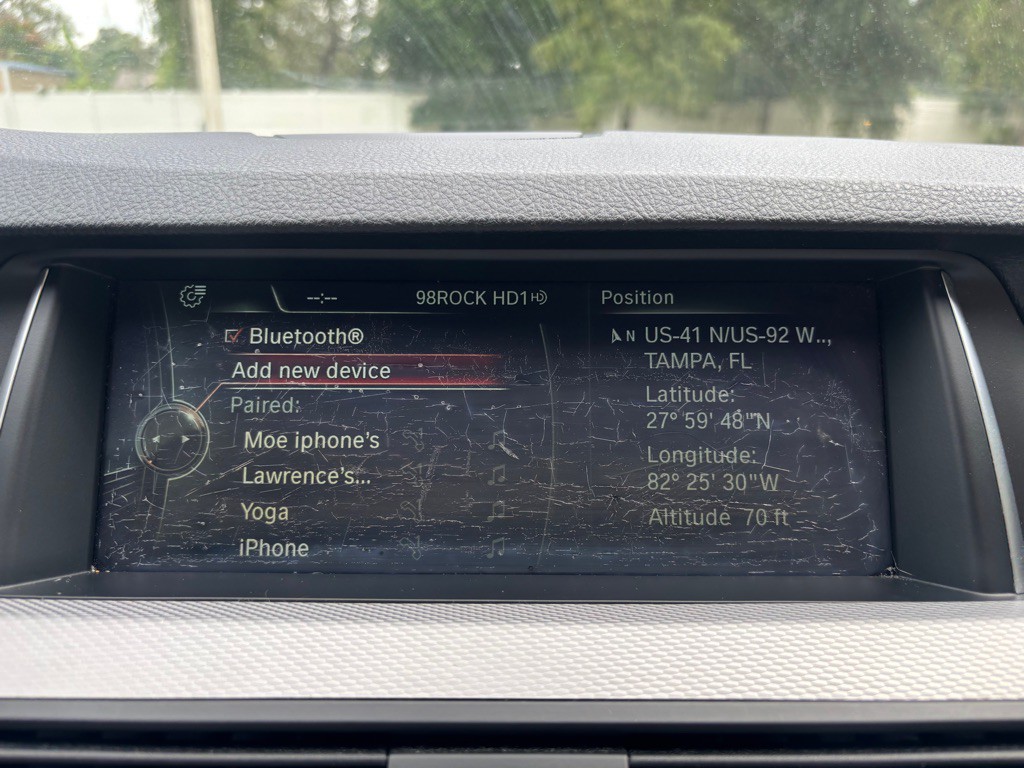 --:--
98ROCK HD1
Position
Bluetooth®
Add new device
Paired:
Moe iphone's
Lawrence's...
Yoga
iPhone
N US-41 N/US-92 W..,
TAMPA, FL
Latitude:
27° 59' 48"N
Longitude:
82° 25' 30"W
Altitude 70 ft